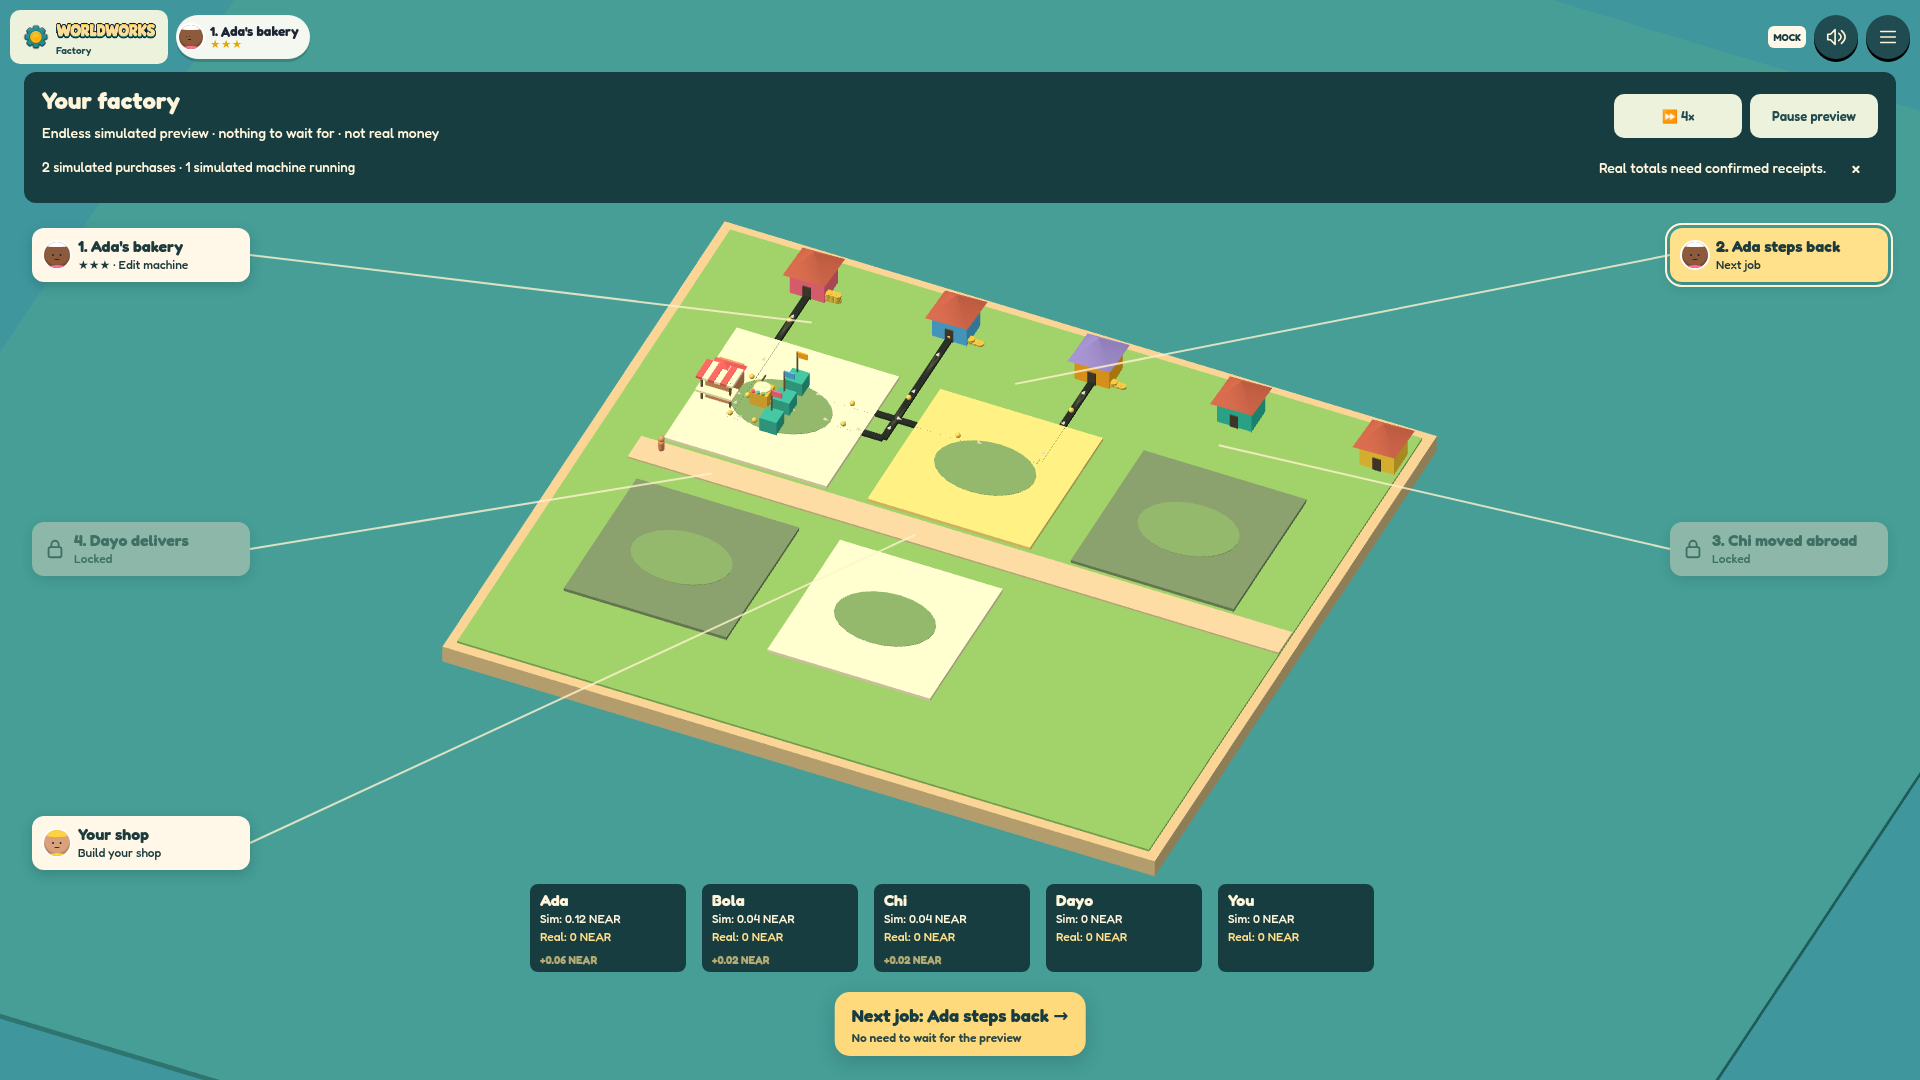 WORLDWORKS
Factory
1. Ada's bakery
★★★
MOCK
Your factory
Endless simulated preview · nothing to wait for · not real money
2 simulated purchases · 1 simulated machine running
⏩ 4x
Pause preview
Real totals need confirmed receipts.
×
1. Ada's bakery
★★★ · Edit machine
2. Ada steps back
Next job
4. Dayo delivers
Locked
3. Chi moved abroad
Locked
Your shop
Build your shop
Ada
Sim: 0.12 NEAR
Real: 0 NEAR
+0.06 NEAR
Bola
Sim: 0.04 NEAR
Real: 0 NEAR
+0.02 NEAR
Chi
Sim: 0.04 NEAR
Real: 0 NEAR
+0.02 NEAR
Dayo
Sim: 0 NEAR
Real: 0 NEAR
You
Sim: 0 NEAR
Real: 0 NEAR
Next job: Ada steps back →
No need to wait for the preview